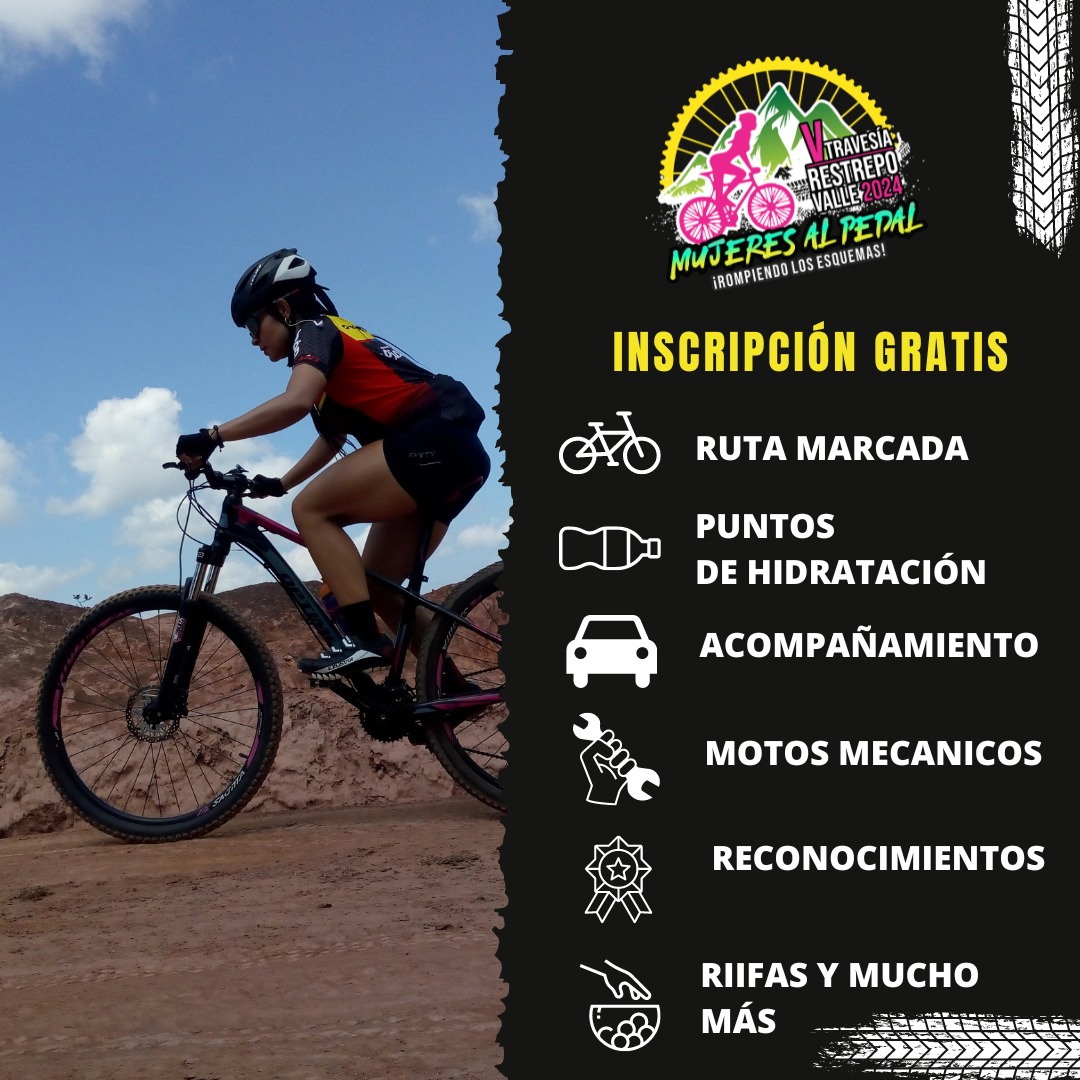 V TRAVESÍA
RESTREPO
VALLE 2024
MUJERES AL PEDAL
¡ROMPIENDO LOS ESQUEMAS!
INSCRIPCIÓN GRATIS
RUTA MARCADA
PUNTOS
DE HIDRATACIÓN
ACOMPAÑAMIENTO
MOTOS MECANICOS
RECONOCIMIENTOS
RIIFAS Y MUCHO
MÁS